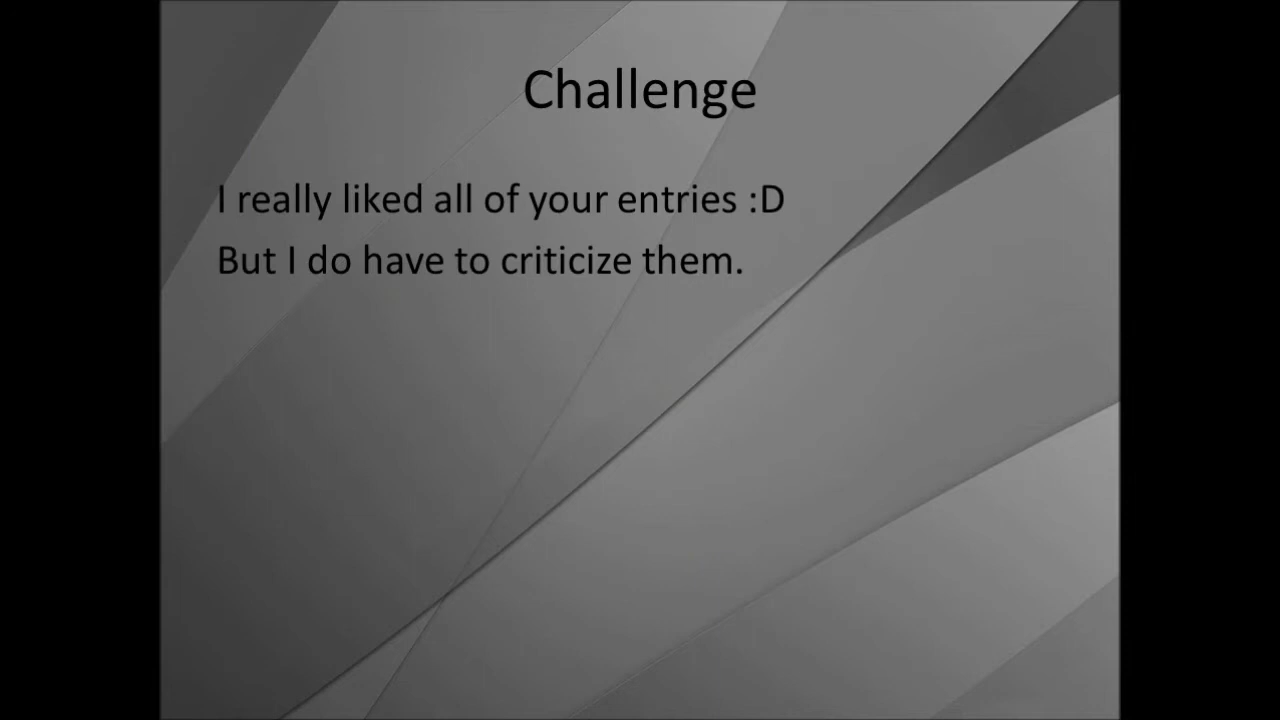 Challenge
I really liked all of your entries :D
But I do have to criticize them.